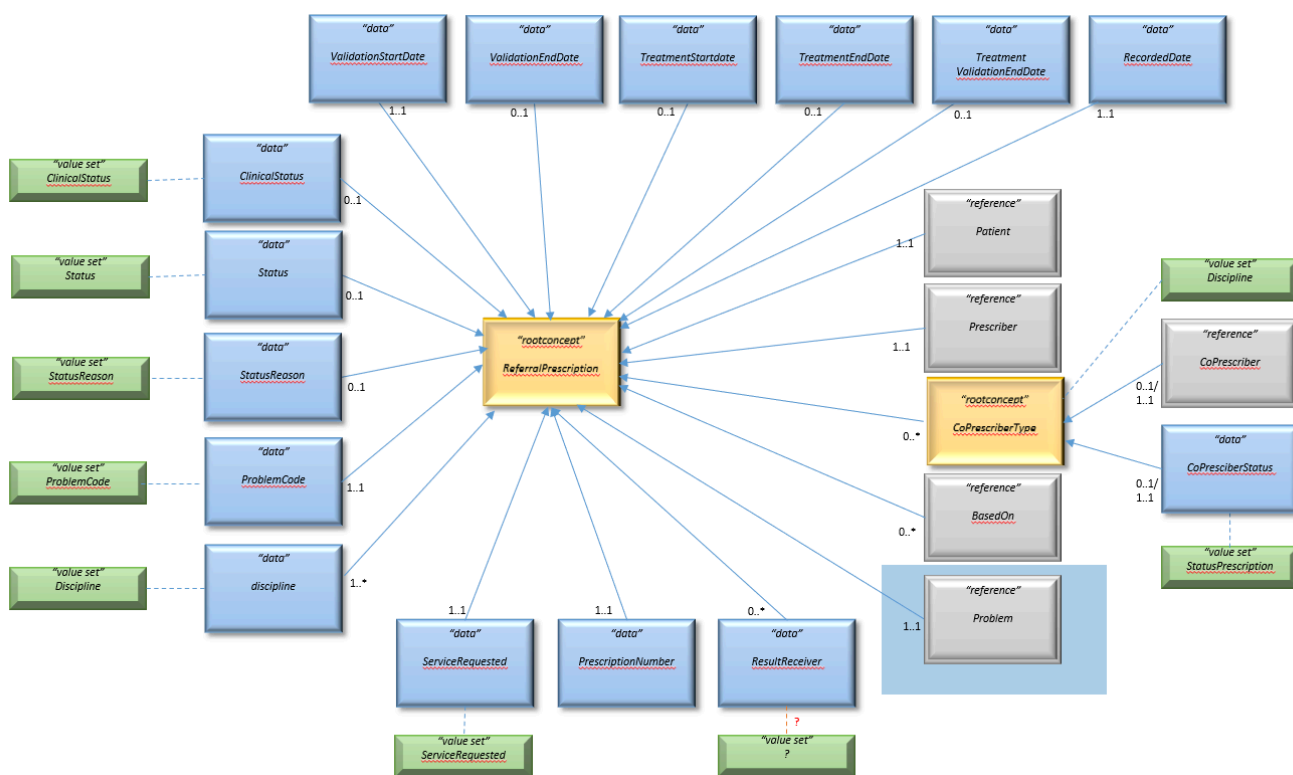 “data”
ValidationStartDate
“data”
ValidationEndDate
“data”
TreatmentStartdate
“data”
TreatmentEndDate
“data”
Treatment
ValidationEndDate
“data”
RecordedDate
1..1
0..1
0..1
0..1
0..1
1..1
“value set”
ClinicalStatus
“data”
ClinicalStatus
0..1
“value set”
Status
“data”
Status
0..1
“value set”
StatusReason
“data”
StatusReason
0..1
“value set”
ProblemCode
“data”
ProblemCode
1..1
“value set”
Discipline
“data”
discipline
1..*
“rootconcept”
ReferralPrescription
“reference”
Patient
1..1
“reference”
Prescriber
1..1
“rootconcept”
CoPrescriberType
0..*
“reference”
BasedOn
0..*
“reference”
Problem
1..1
“value set”
Discipline
“reference”
CoPrescriber
0..1/
1..1
“data”
CoPresciberStatus
0..1/
1..1
“value set”
StatusPrescription
1..1
“data”
ServiceRequested
1..1
“data”
PrescriptionNumber
0..*
“data”
ResultReceiver
?
“value set”
ServiceRequested
“value set”
?